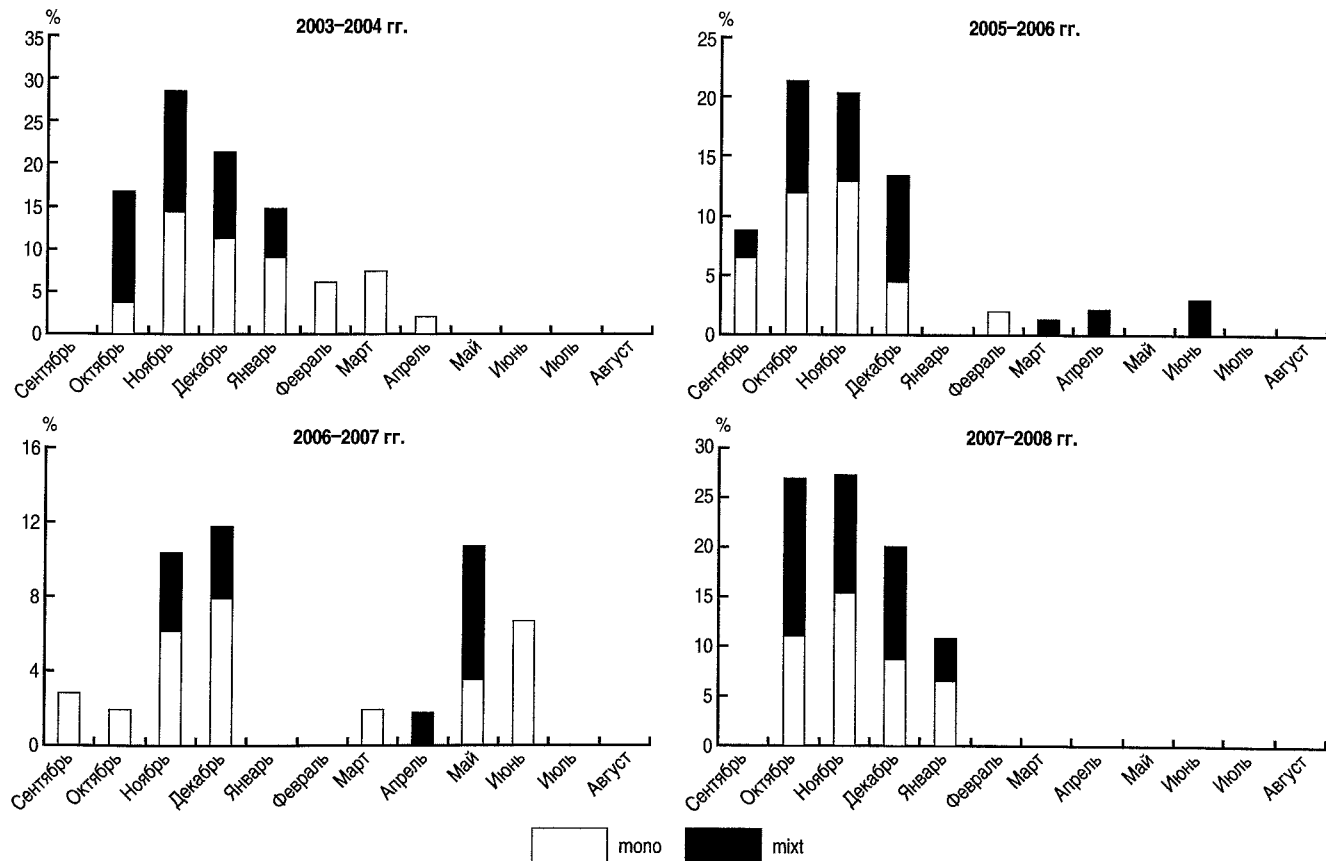 2003–2004 гг.
%
35
30
25
20
15
10
5
0
Сентябрь
Октябрь
Ноябрь
Декабрь
Январь
Февраль
Март
Апрель
Май
Июнь
Июль
Август
2005–2006 гг.
%
25
20
15
10
5
0
Сентябрь
Октябрь
Ноябрь
Декабрь
Январь
Февраль
Март
Апрель
Май
Июнь
Июль
Август
2006–2007 гг.
%
16
12
8
4
0
Сентябрь
Октябрь
Ноябрь
Декабрь
Январь
Февраль
Март
Апрель
Май
Июнь
Июль
Август
2007–2008 гг.
%
30
25
20
15
10
5
0
Сентябрь
Октябрь
Ноябрь
Декабрь
Январь
Февраль
Март
Апрель
Май
Июнь
Июль
Август
mono mixt